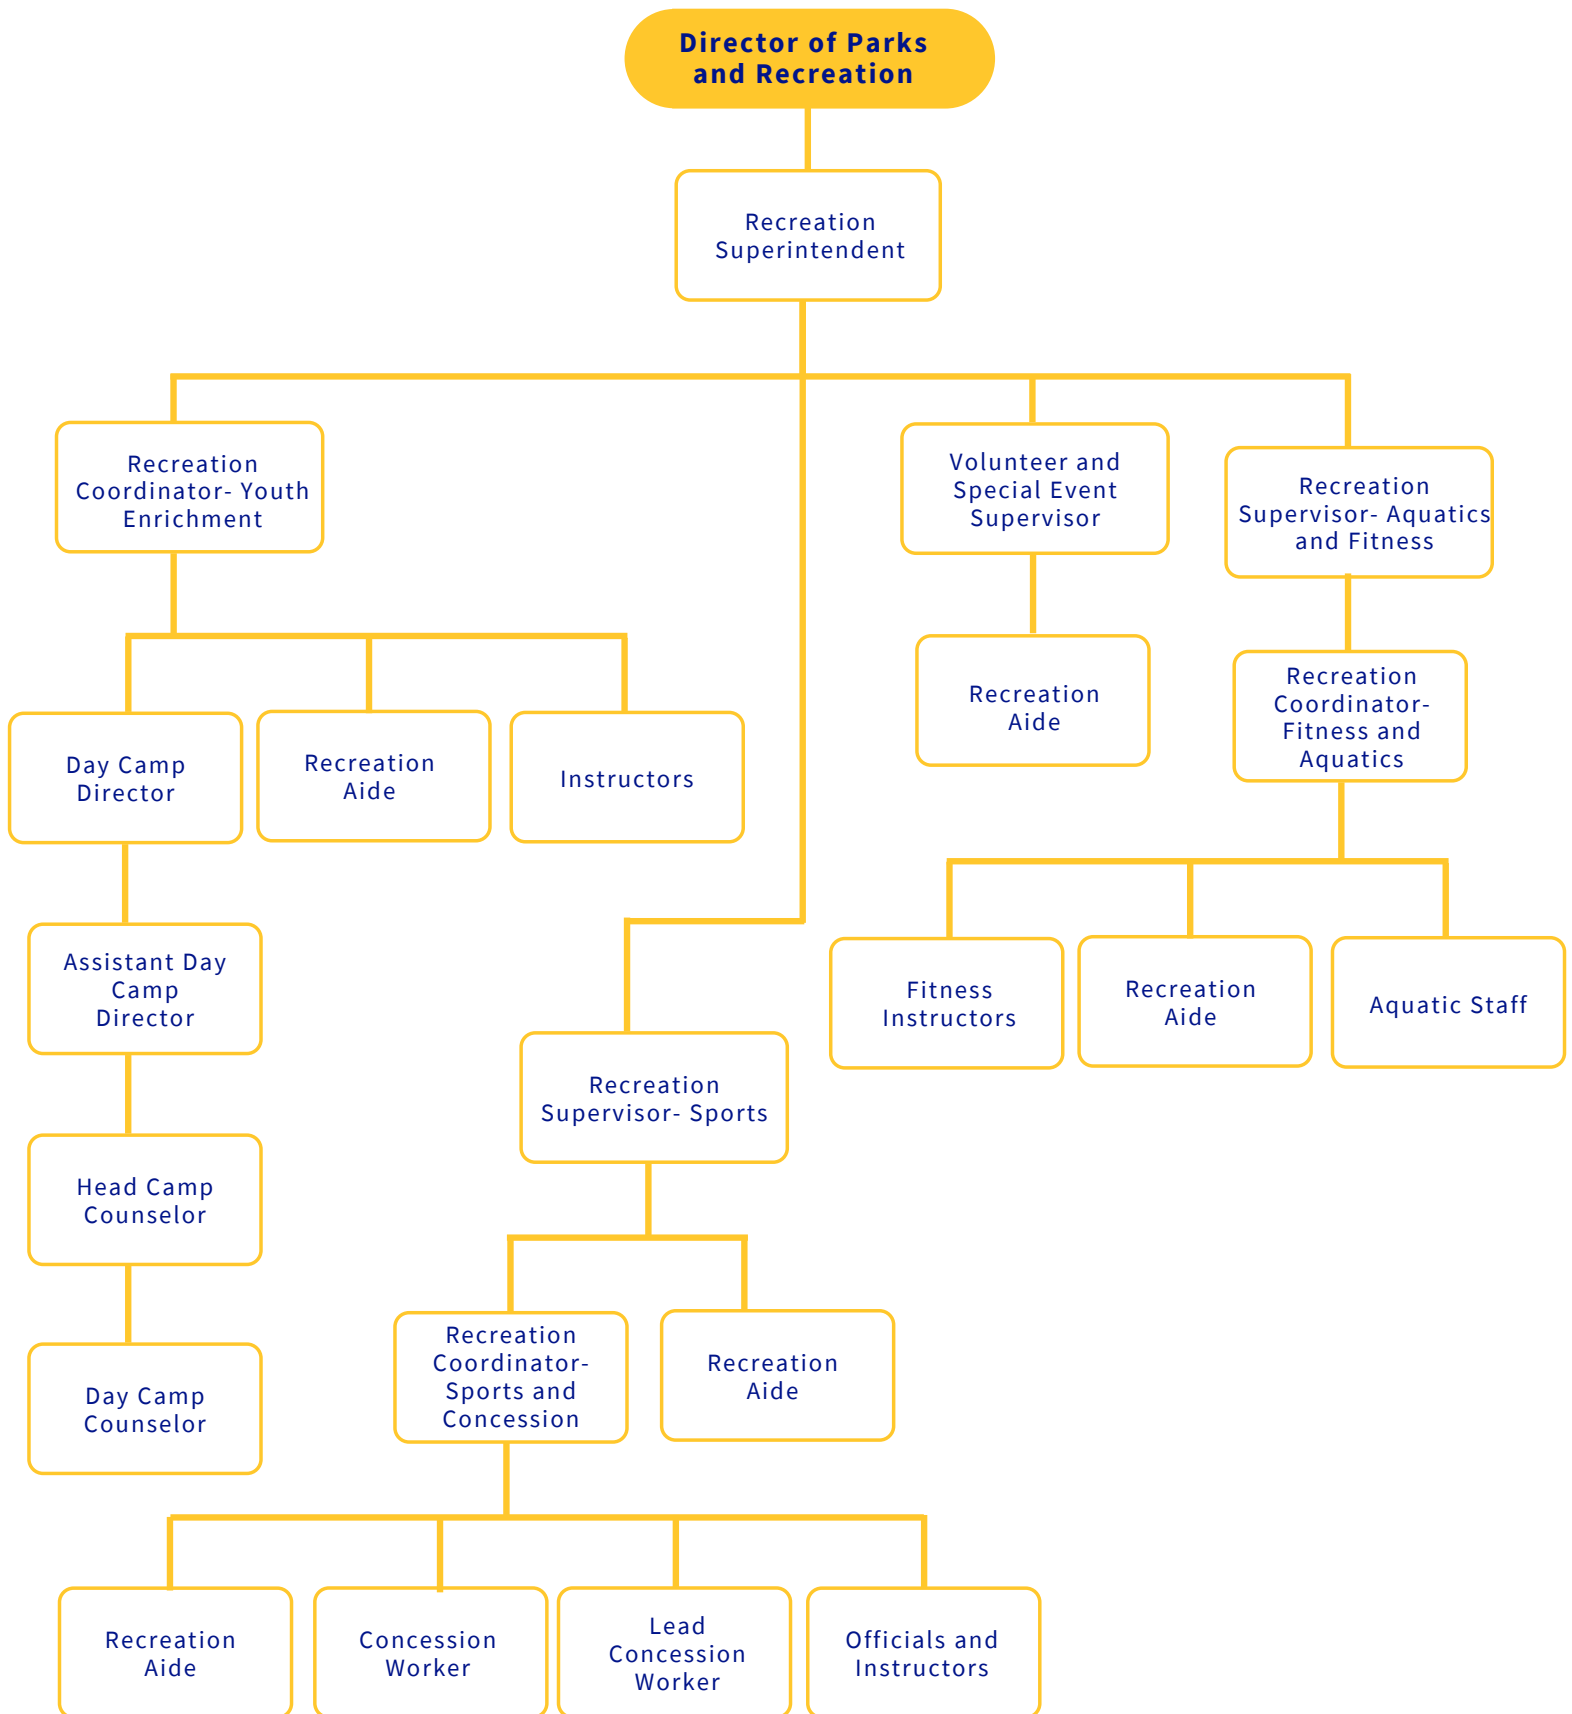 Director of Parks
and Recreation
Recreation
Superintendent
Recreation
Coordinator- Youth
Enrichment
Volunteer and
Special Event
Supervisor
Recreation
Supervisor- Aquatics
and Fitness
Recreation
Aide
Recreation
Coordinator-
Fitness and
Aquatics
Day Camp
Director
Recreation
Aide
Instructors
Assistant Day
Camp
Director
Fitness
Instructors
Recreation
Aide
Aquatic Staff
Recreation
Supervisor- Sports
Head Camp
Counselor
Recreation
Coordinator-
Sports and
Concession
Recreation
Aide
Day Camp
Counselor
Recreation
Aide
Concession
Worker
Lead
Concession
Worker
Officials and
Instructors